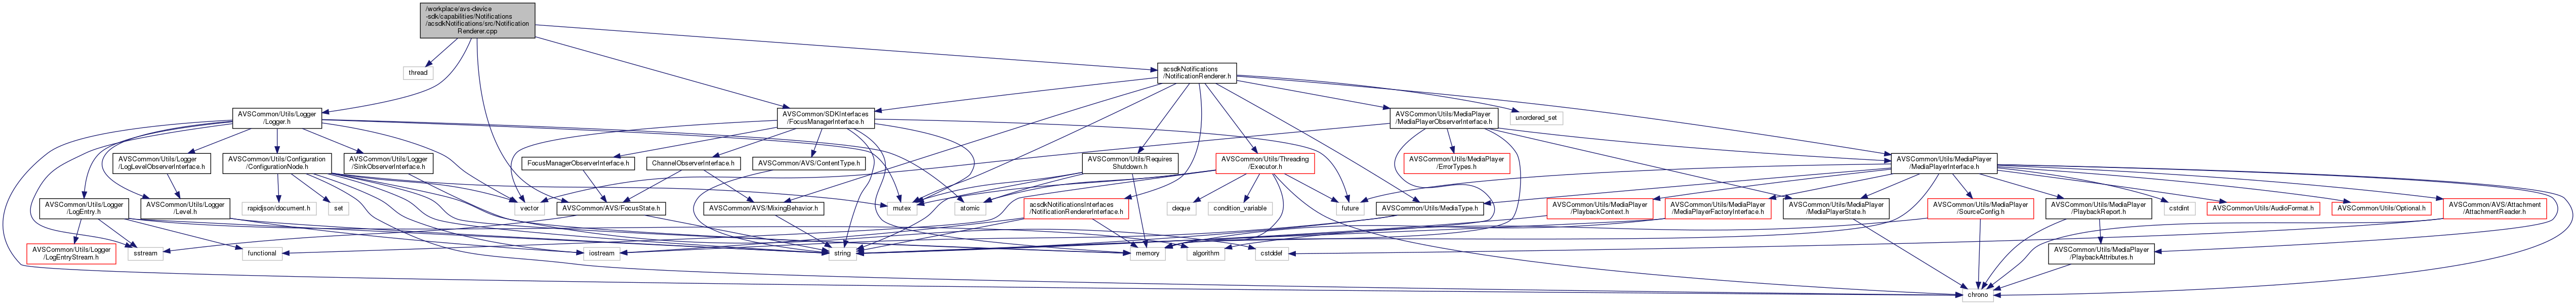 /workplace/avs-device
-sdk/capabilities/Notifications
/acsdkNotifications/src/Notification
Renderer.cpp
thread
acsdkNotifications
/NotificationRenderer.h
AVSCommon/Utils/Logger
/Logger.h
AVSCommon/SDKInterfaces
/FocusManagerInterface.h
AVSCommon/Utils/MediaPlayer
/MediaPlayerObserverInterface.h
unordered_set
AVSCommon/Utils/Logger
/LogLevelObserverInterface.h
AVSCommon/Utils/Configuration
/ConfigurationNode.h
AVSCommon/Utils/Logger
/SinkObserverInterface.h
FocusManagerObserverInterface.h
ChannelObserverInterface.h
AVSCommon/AVS/ContentType.h
AVSCommon/Utils/Requires
Shutdown.h
AVSCommon/Utils/Threading
/Executor.h
AVSCommon/Utils/MediaPlayer
/ErrorTypes.h
AVSCommon/Utils/MediaPlayer
/MediaPlayerInterface.h
AVSCommon/Utils/Logger
/LogEntry.h
AVSCommon/Utils/Logger
/Level.h
rapidjson/document.h
set
vector
AVSCommon/AVS/FocusState.h
AVSCommon/AVS/MixingBehavior.h
mutex
atomic
acsdkNotificationsInterfaces
/NotificationRendererInterface.h
deque
condition_variable
future
AVSCommon/Utils/MediaType.h
AVSCommon/Utils/MediaPlayer
/PlaybackContext.h
AVSCommon/Utils/MediaPlayer
/MediaPlayerFactoryInterface.h
AVSCommon/Utils/MediaPlayer
/MediaPlayerState.h
AVSCommon/Utils/MediaPlayer
/SourceConfig.h
AVSCommon/Utils/MediaPlayer
/PlaybackReport.h
cstdint
AVSCommon/Utils/AudioFormat.h
AVSCommon/Utils/Optional.h
AVSCommon/AVS/Attachment
/AttachmentReader.h
AVSCommon/Utils/Logger
/LogEntryStream.h
sstream
functional
iostream
string
memory
algorithm
cstddef
AVSCommon/Utils/MediaPlayer
/PlaybackAttributes.h
chrono